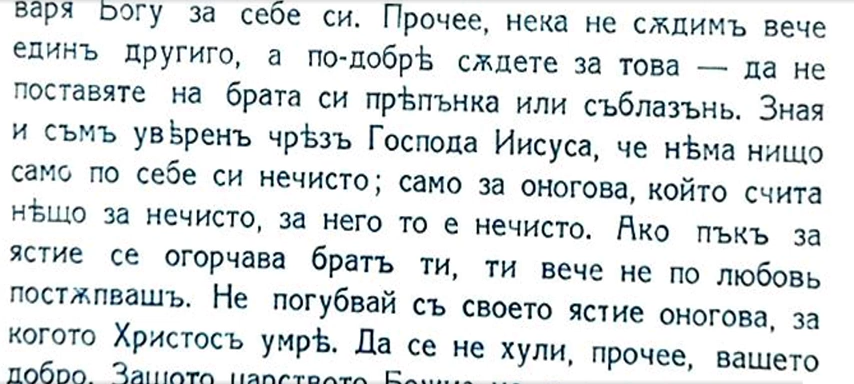 варя Богу за себе си. Прочее, нека не сѫдимъ вече
единъ другиго, а по-добрѣ сѫдете за това — да не
поставяте на брата си прѣпънка или съблазънь. Зная
и съмъ увѣренъ чрѣзъ Господа Иисуса, че нѣма нищо
само по себе си нечисто; само за оногова, който счита
нѣщо за нечисто, за него то е нечисто. Ако пъкъ за
ястие се огорчава братъ ти, ти вече не по любовь
постѫпвашъ. Не погубвай съ своето ястие оногова, за
когото Христосъ умрѣ. Да се не хули, прочее, вашето
добро. Защото царството Божие